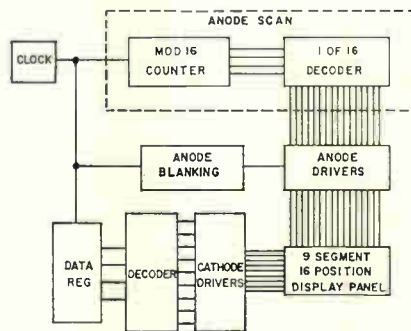 ANODE SCAN
CLOCK
MOD 16
COUNTER
1 OF 16
DECODER
ANODE
BLANKING
ANODE
DRIVERS
DATA
REG
DECODER
CATHODE
DRIVERS
9 SEGMENT
16 POSITION
DISPLAY PANEL